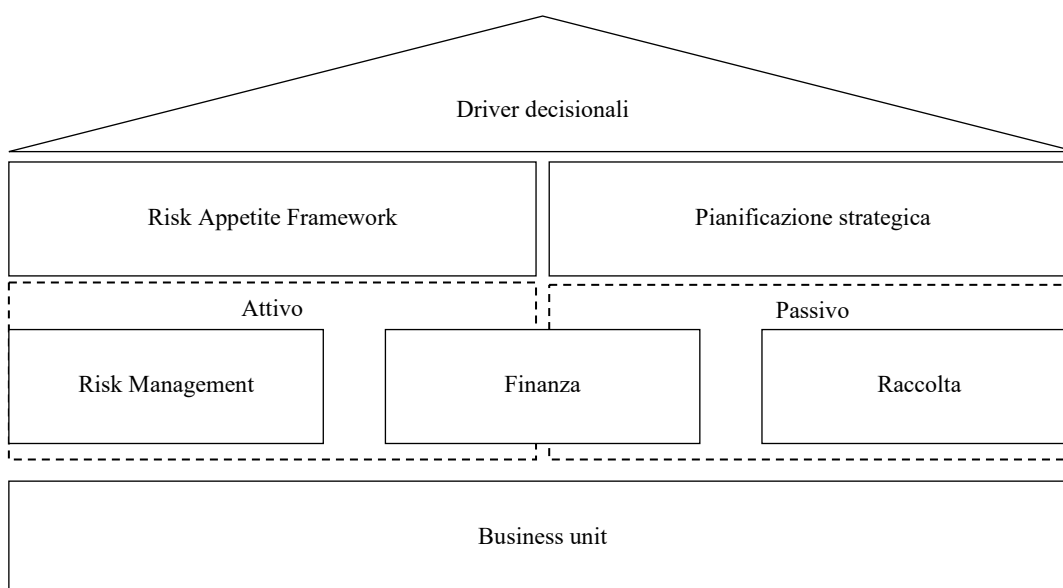 Driver decisionali
Risk Appetite Framework
Pianificazione strategica
Attivo
Passivo
Risk Management
Finanza
Raccolta
Business unit